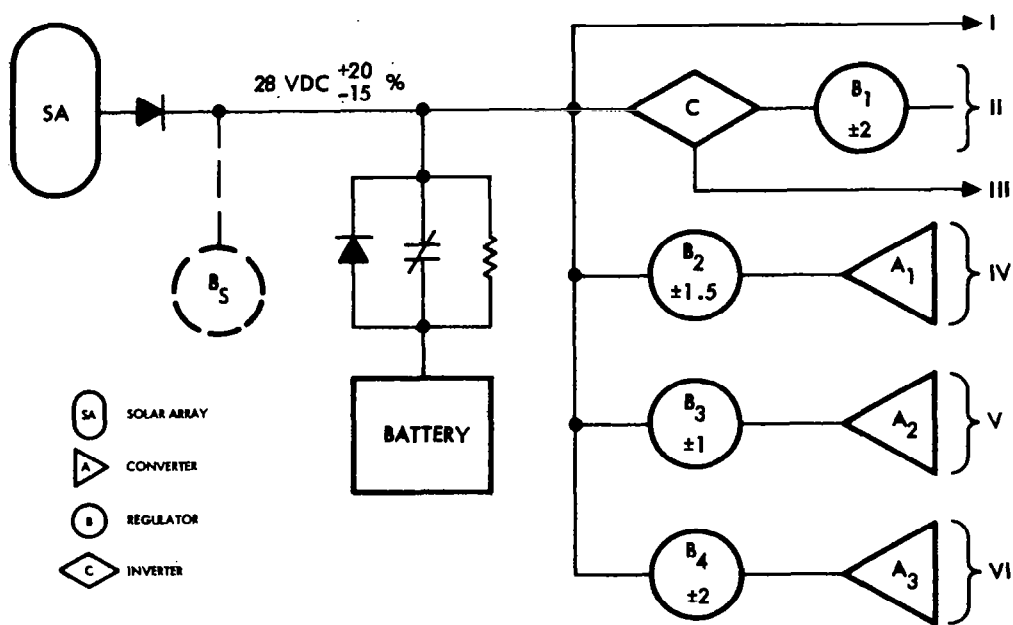 I
SA
28 VDC +20 -15 %
C
B1
±2
II
III
BS
B2
±1.5
A1
IV
B3
±1
A2
V
BATTERY
B4
±2
A3
VI
SA SOLAR ARRAY
A CONVERTER
B REGULATOR
C INVERTER